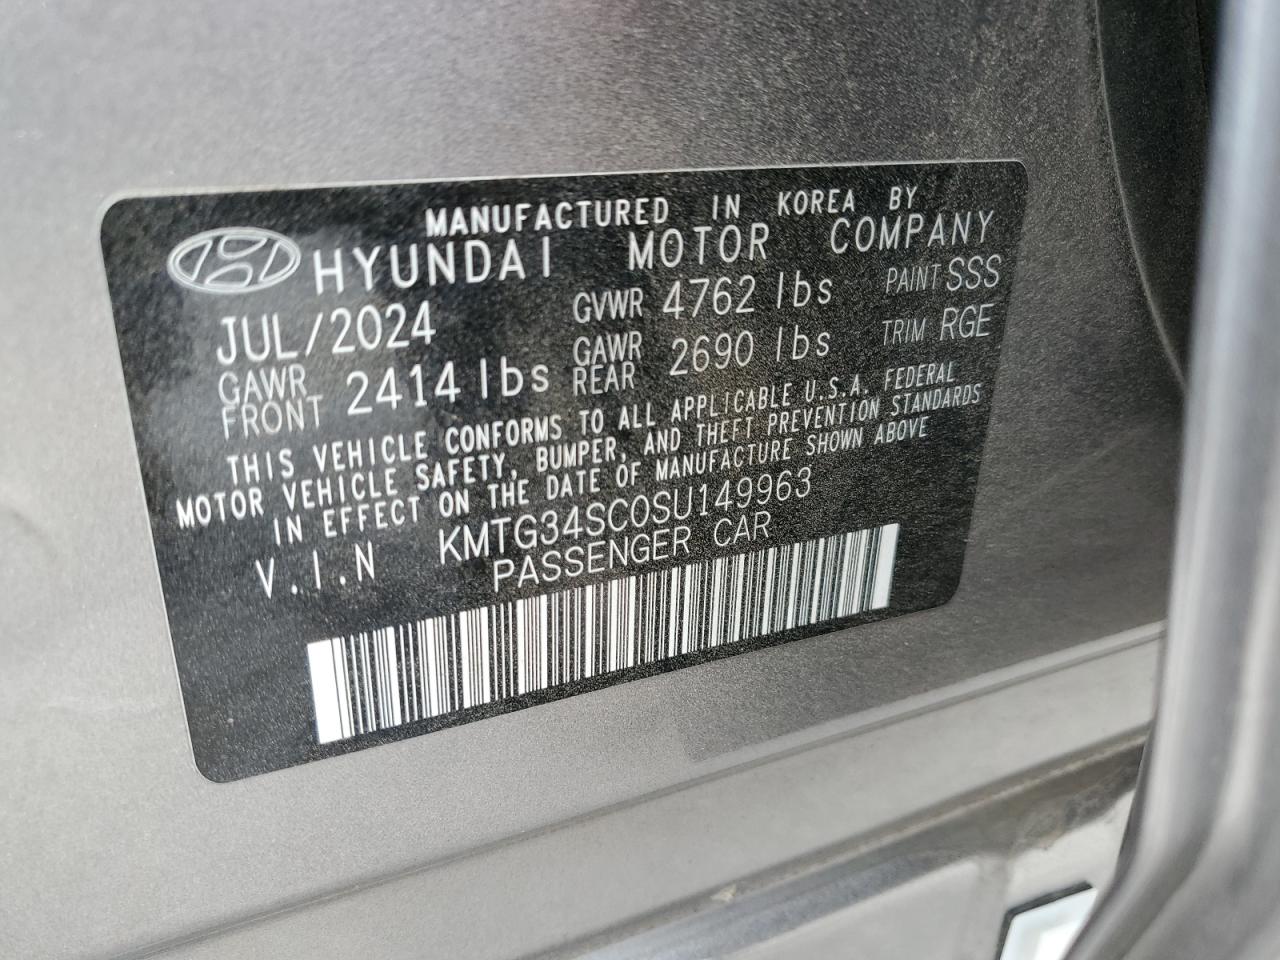 MANUFACTURED IN KOREA BY
HYUNDAI MOTOR COMPANY
JUL/2024 GVWR 4762 lbs PAINT SSS
GAWR FRONT 2414 lbs GAWR REAR 2690 lbs TRIM RGE
THIS VEHICLE CONFORMS TO ALL APPLICABLE U.S.A. FEDERAL
MOTOR VEHICLE SAFETY, BUMPER, AND THEFT PREVENTION STANDARDS
IN EFFECT ON THE DATE OF MANUFACTURE SHOWN ABOVE
V.I.N KMTG34SC0SU149963
PASSENGER CAR